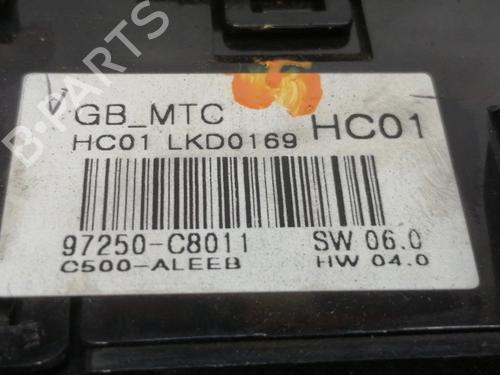 B-PARTS
GB_MTC
HC01 LKD0169
HC01
97250-C8011
SW 06.0
C500-ALEEB
HW 04.0